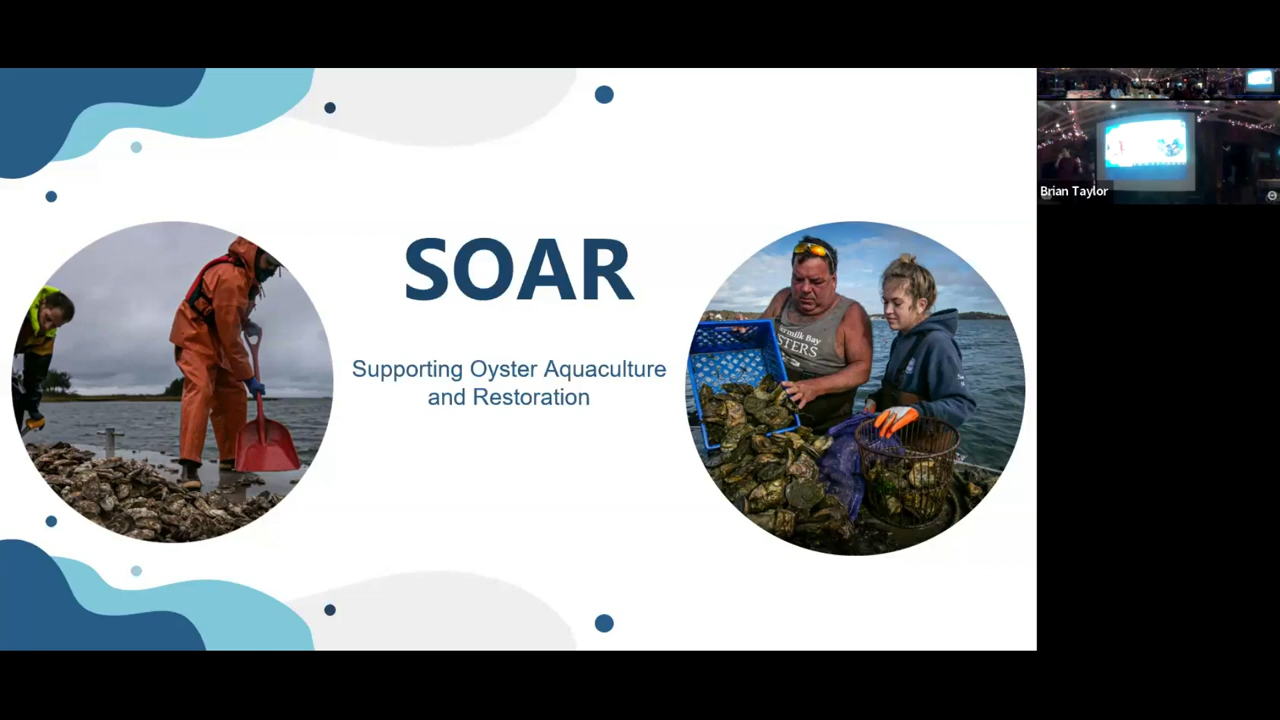 SOAR
Supporting Oyster Aquaculture
and Restoration
Brian Taylor